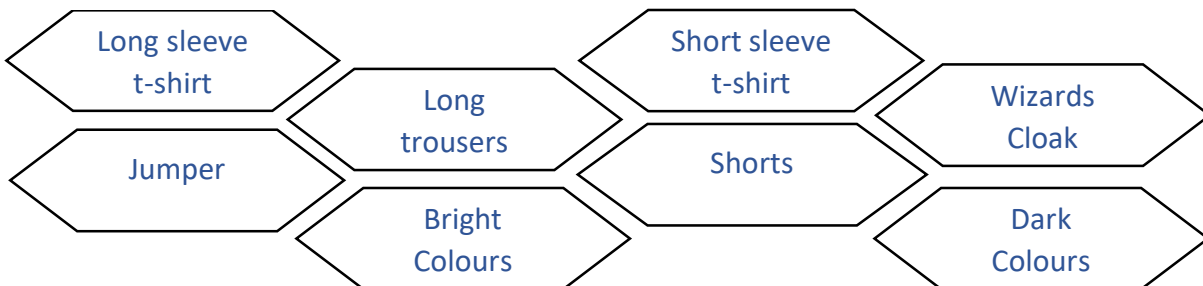 Long sleeve
t-shirt
Short sleeve
t-shirt
Long
trousers
Wizards
Cloak
Jumper
Shorts
Bright
Colours
Dark
Colours